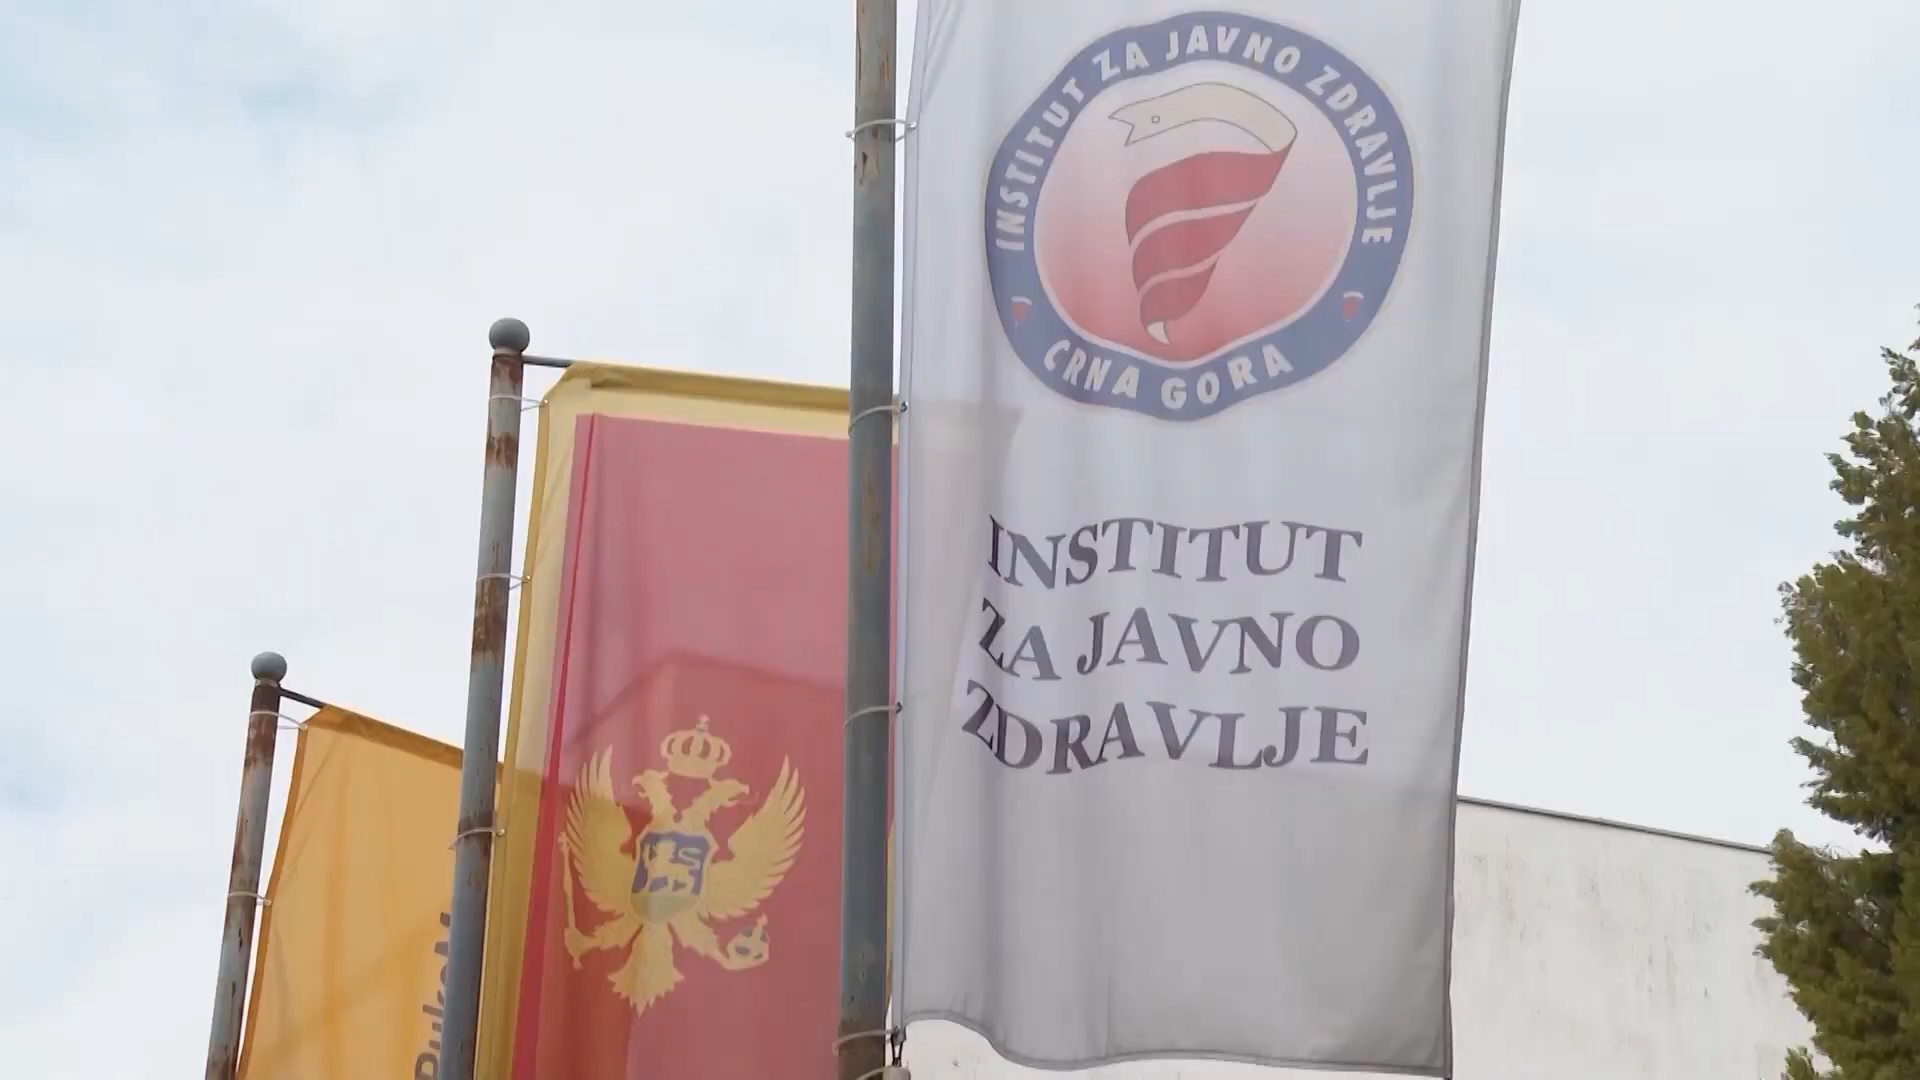 INSTITUT ZA JAVNO ZDRAVLJE
CRNA GORA
INSTITUT
ZA JAVNO
ZDRAVLJE